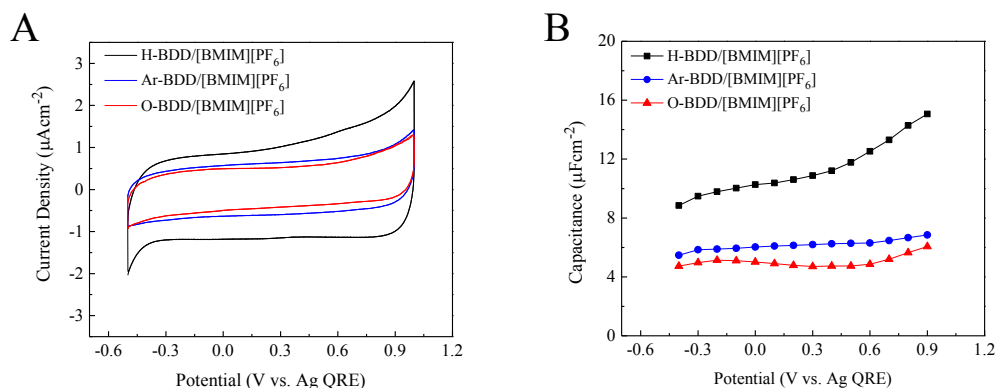 A
H-BDD/[BMIM][PF6]
Ar-BDD/[BMIM][PF6]
O-BDD/[BMIM][PF6]
Current Density (μAcm-2)
3
2
1
0
-1
-2
-3
-0.6
-0.3
0.0
0.3
0.6
0.9
1.2
Potential (V vs. Ag QRE)
B
H-BDD/[BMIM][PF6]
Ar-BDD/[BMIM][PF6]
O-BDD/[BMIM][PF6]
Capacitance (μFcm-2)
20
16
12
8
4
0
-0.6
-0.3
0.0
0.3
0.6
0.9
1.2
Potential (V vs. Ag QRE)